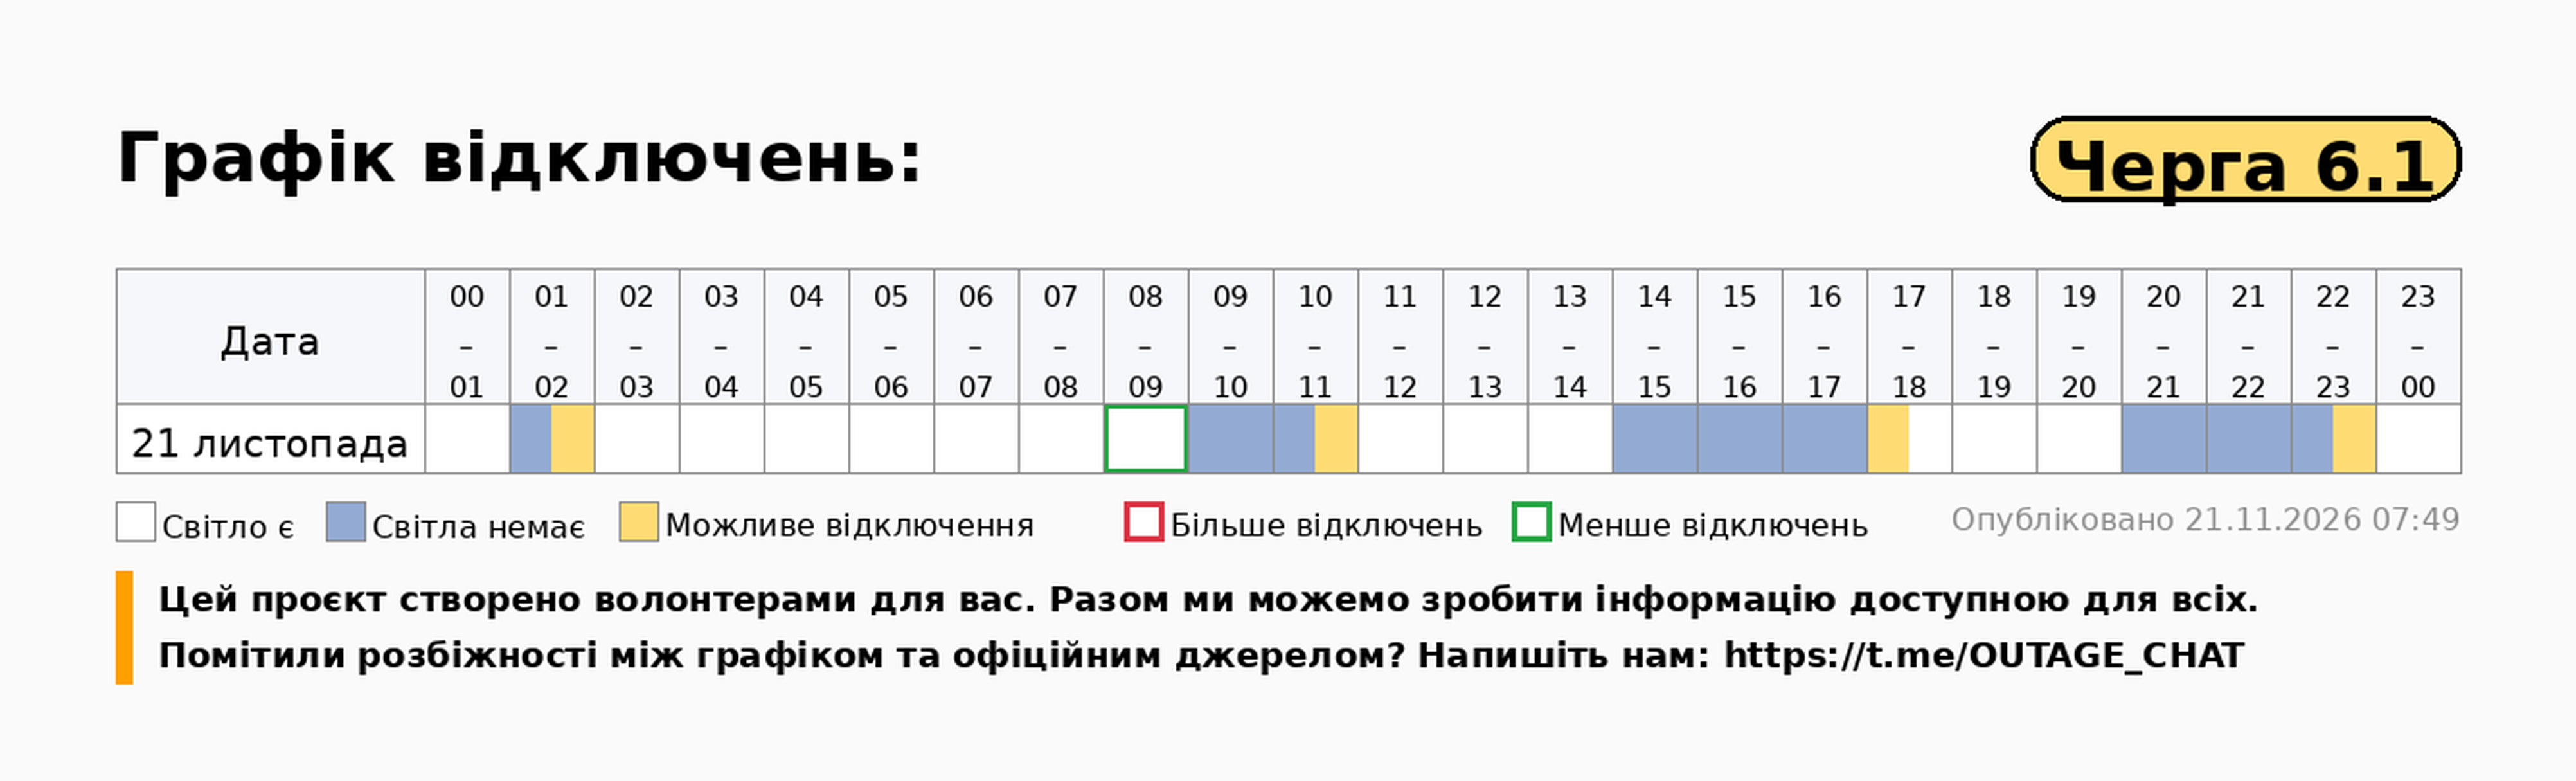 Графік відключень:
Черга 6.1
Дата 00 – 01 01 – 02 02 – 03 03 – 04 04 – 05 05 – 06 06 – 07 07 – 08 08 – 09 09 – 10 10 – 11 11 – 12 12 – 13 13 – 14 14 – 15 15 – 16 16 – 17 17 – 18 18 – 19 19 – 20 20 – 21 21 – 22 22 – 23 23 – 00
21 листопада
Світло є Світла немає Можливе відключення Більше відключень Менше відключень Опубліковано 21.11.2026 07:49
Цей проєкт створено волонтерами для вас. Разом ми можемо зробити інформацію доступною для всіх.
Помітили розбіжності між графіком та офіційним джерелом? Напишіть нам: https://t.me/OUTAGE_CHAT